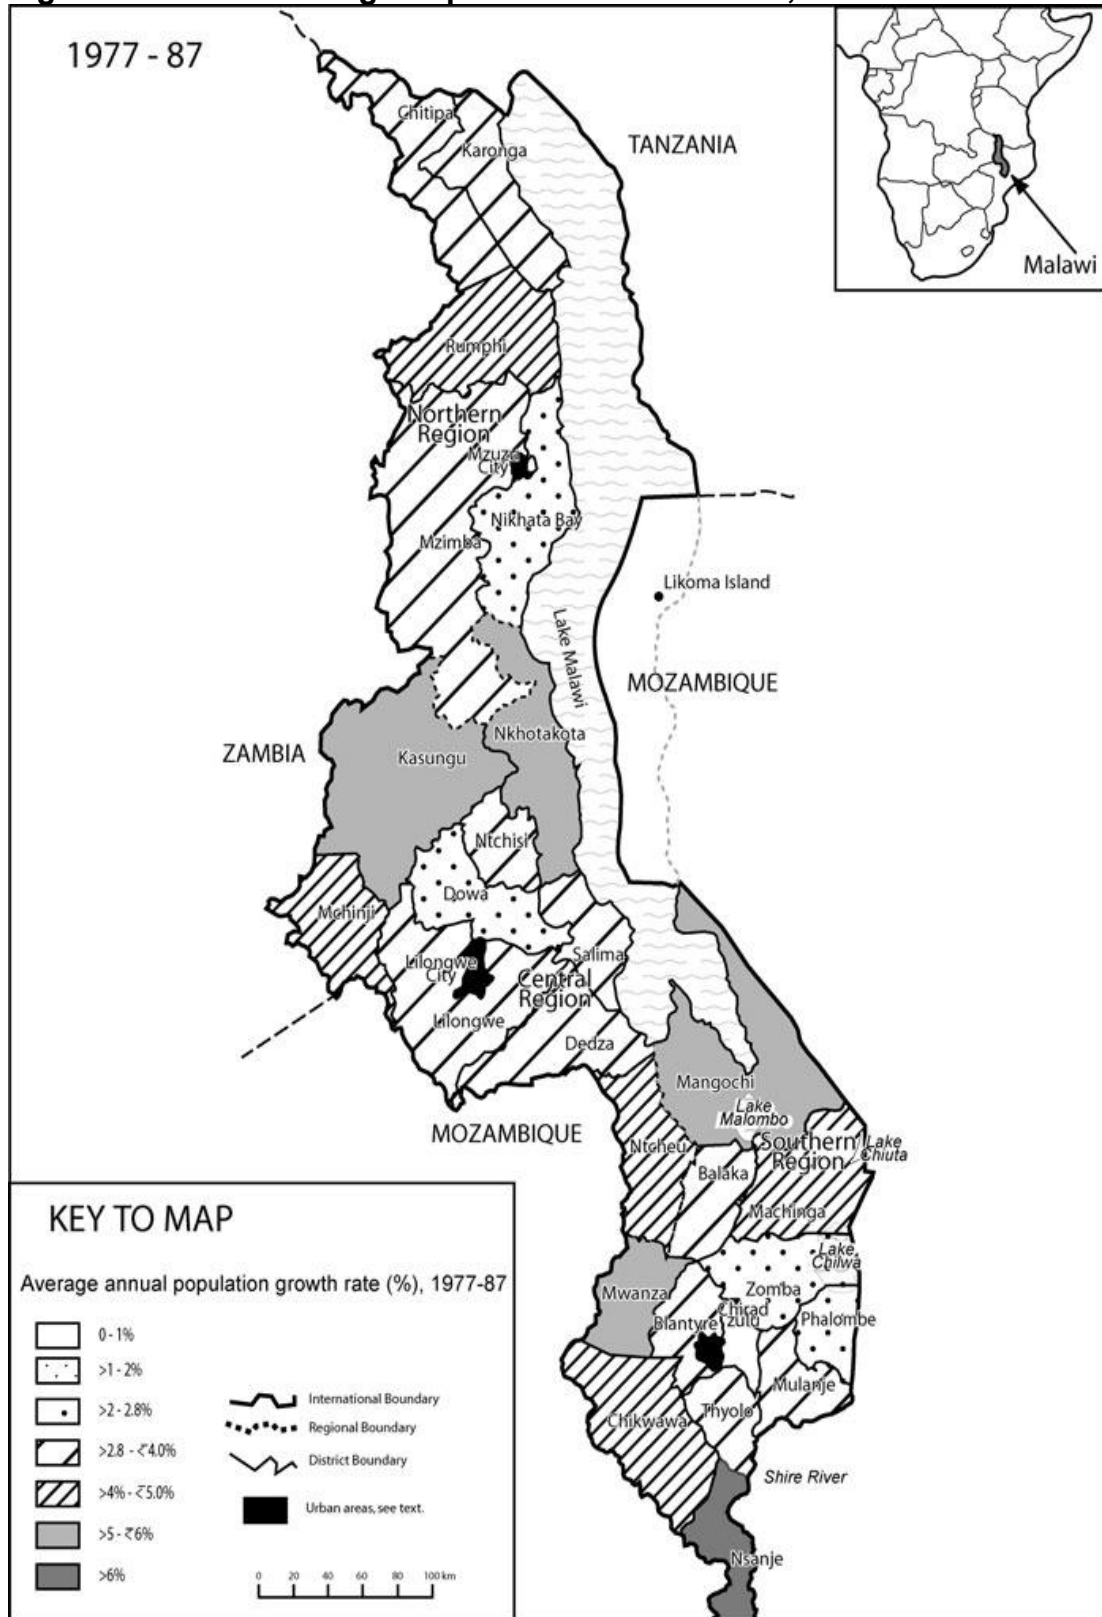 1977 - 87
TANZANIA
Malawi
Chitipa
Karonga
Rumphi
Northern
Region
Mzuzu
City
Nikhata Bay
Mzimba
Likoma Island
Lake Malawi
MOZAMBIQUE
ZAMBIA
Nkhotakota
Kasungu
Ntchisi
Dowa
Mchinji
Lilongwe
City
Salima
Central
Region
Lilongwe
Dedza
Mangochi
MOZAMBIQUE
Lake
Malombo
Ntcheu
Southern
Region
Lake
Chiuta
Balaka
Machinga
Lake
Chilwa
Mwanza
Zomba
Chirad
zulu
Blantyre
Phalombe
Mulanje
Thyolo
Chikwawa
Shire River
Nsanje
KEY TO MAP
Average annual population growth rate (%), 1977-87
0 - 1%
>1 - 2%
>2 - 2.8%
>2.8 - <4.0%
>4% - <5.0%
>5 - <6%
>6%
International Boundary
Regional Boundary
District Boundary
Urban areas, see text.
0 20 40 60 80 100 km